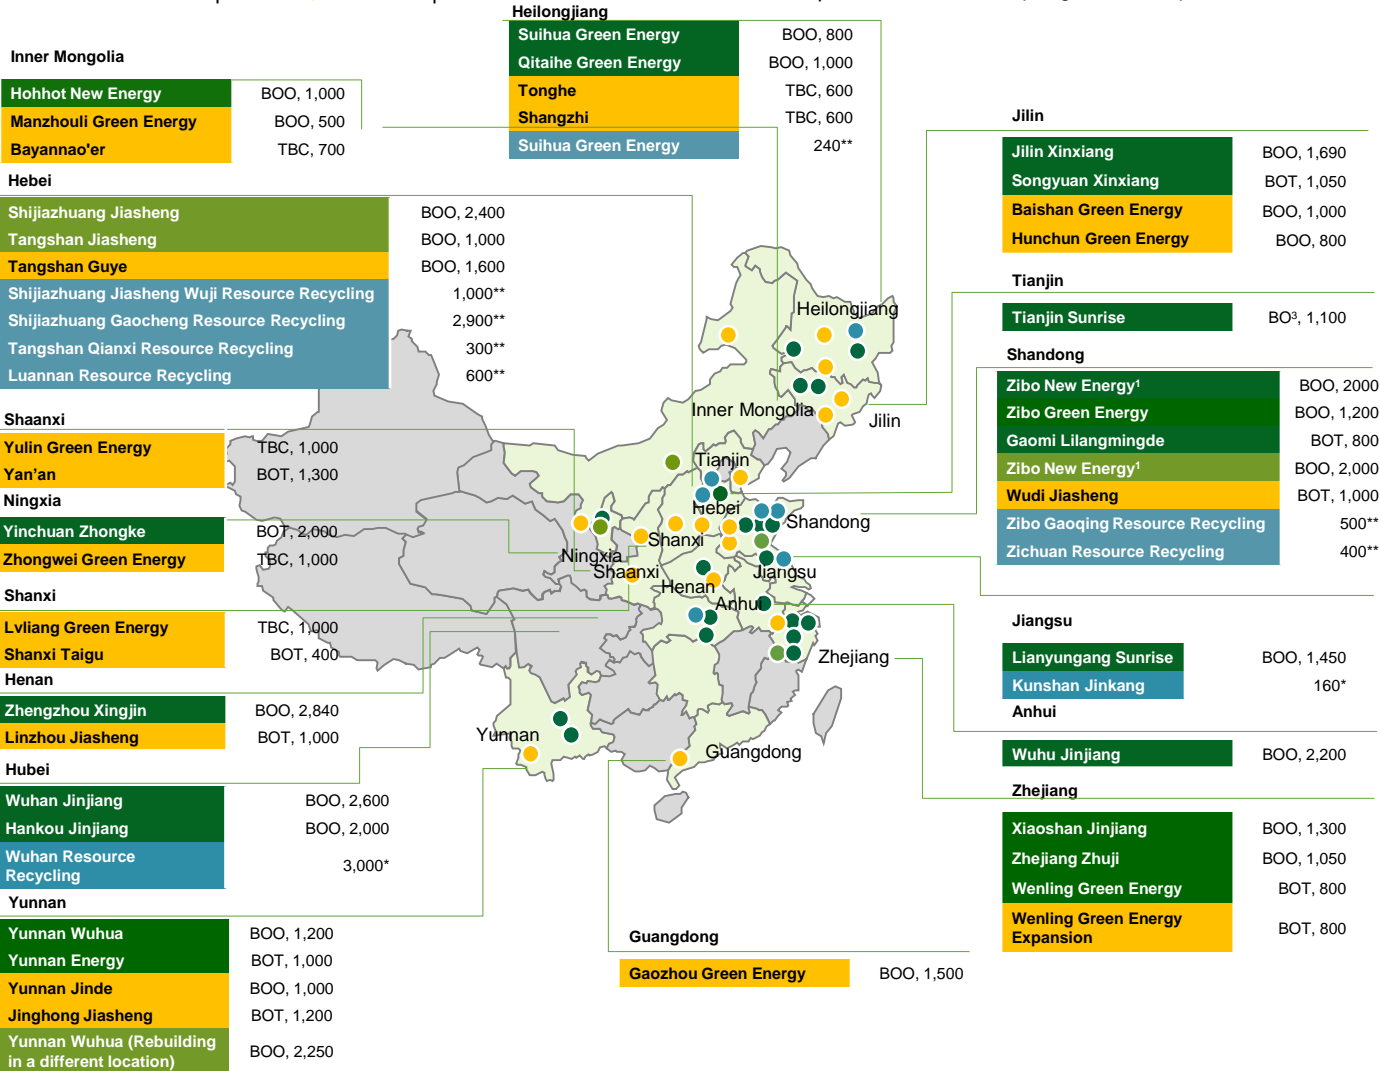 Heilongjiang
Suihua Green Energy BOO, 800
Qitaihe Green Energy BOO, 1,000
Tonghe TBC, 600
Shangzhi TBC, 600
Suihua Green Energy 240**
Inner Mongolia
Hohhot New Energy BOO, 1,000
Manzhouli Green Energy BOO, 500
Bayannao'er TBC, 700
Hebei
Shijiazhuang Jiasheng BOO, 2,400
Tangshan Jiasheng BOO, 1,000
Tangshan Guye BOO, 1,600
Shijiazhuang Jiasheng Wuji Resource Recycling 1,000**
Shijiazhuang Gaocheng Resource Recycling 2,900**
Tangshan Qianxi Resource Recycling 300**
Luannan Resource Recycling 600**
Shaanxi
Yulin Green Energy TBC, 1,000
Yan’an BOT, 1,300
Ningxia
Yinchuan Zhongke BOT, 2,000
Zhongwei Green Energy TBC, 1,000
Shanxi
Lvliang Green Energy TBC, 1,000
Shanxi Taigu BOT, 400
Henan
Zhengzhou Xingjin BOO, 2,840
Linzhou Jiasheng BOT, 1,000
Hubei
Wuhan Jinjiang BOO, 2,600
Hankou Jinjiang BOO, 2,000
Wuhan Resource
Recycling 3,000*
Yunnan
Yunnan Wuhua BOO, 1,200
Yunnan Energy BOT, 1,000
Yunnan Jinde BOO, 1,000
Jinghong Jiasheng BOT, 1,200
Yunnan Wuhua (Rebuilding
in a different location) BOO, 2,250
Heilongjiang
Inner Mongolia
Jilin
Tianjin
Hebei
Shandong
Shanxi
Ningxia
Shaanxi
Henan
Jiangsu
Anhui
Zhejiang
Yunnan
Guangdong
Guangdong
Gaozhou Green Energy BOO, 1,500
Jilin
Jilin Xinxiang BOO, 1,690
Songyuan Xinxiang BOT, 1,050
Baishan Green Energy BOO, 1,000
Hunchun Green Energy BOO, 800
Tianjin
Tianjin Sunrise BO³, 1,100
Shandong
Zibo New Energy¹ BOO, 2000
Zibo Green Energy BOO, 1,200
Gaomi Lilangmingde BOT, 800
Zibo New Energy¹ BOO, 2,000
Wudi Jiasheng BOT, 1,000
Zibo Gaoqing Resource Recycling 500**
Zichuan Resource Recycling 400**
Jiangsu
Lianyungang Sunrise BOO, 1,450
Kunshan Jinkang 160*
Anhui
Wuhu Jinjiang BOO, 2,200
Zhejiang
Xiaoshan Jinjiang BOO, 1,300
Zhejiang Zhuji BOO, 1,050
Wenling Green Energy BOT, 800
Wenling Green Energy
Expansion BOT, 800